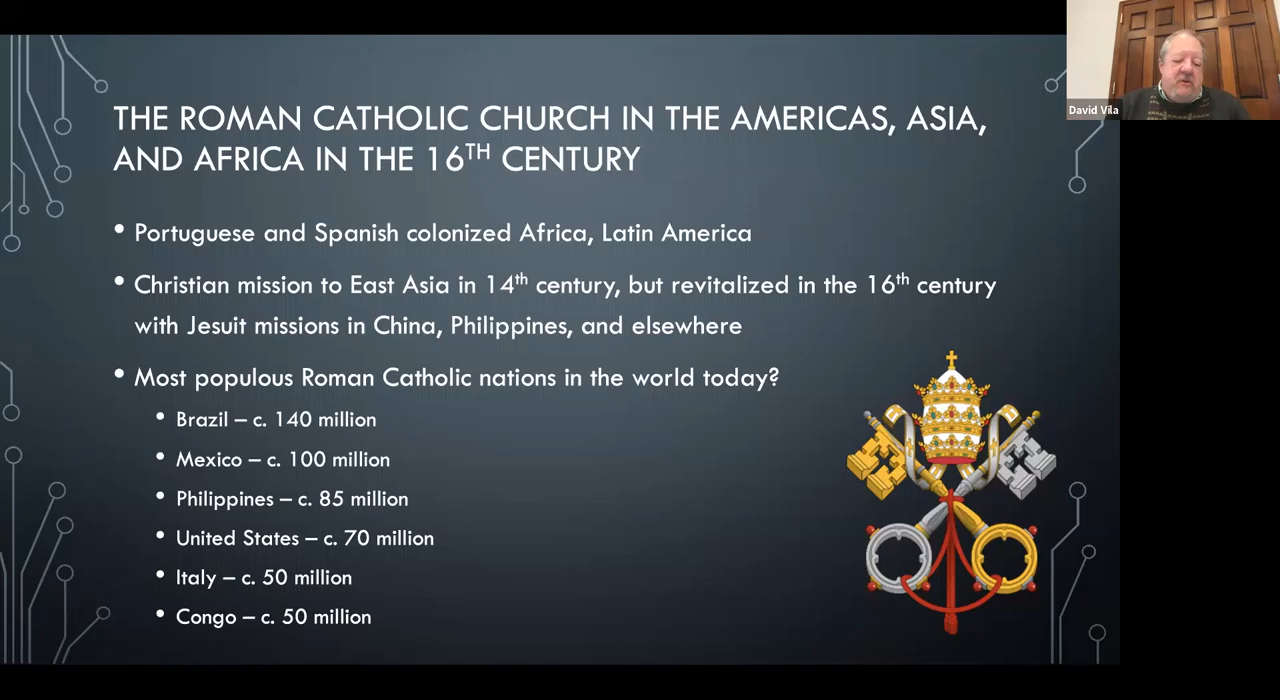 David Vila
THE ROMAN CATHOLIC CHURCH IN THE AMERICAS, ASIA,
AND AFRICA IN THE 16TH CENTURY
• Portuguese and Spanish colonized Africa, Latin America
• Christian mission to East Asia in 14th century, but revitalized in the 16th century
with Jesuit missions in China, Philippines, and elsewhere
• Most populous Roman Catholic nations in the world today?
• Brazil – c. 140 million
• Mexico – c. 100 million
• Philippines – c. 85 million
• United States – c. 70 million
• Italy – c. 50 million
• Congo – c. 50 million